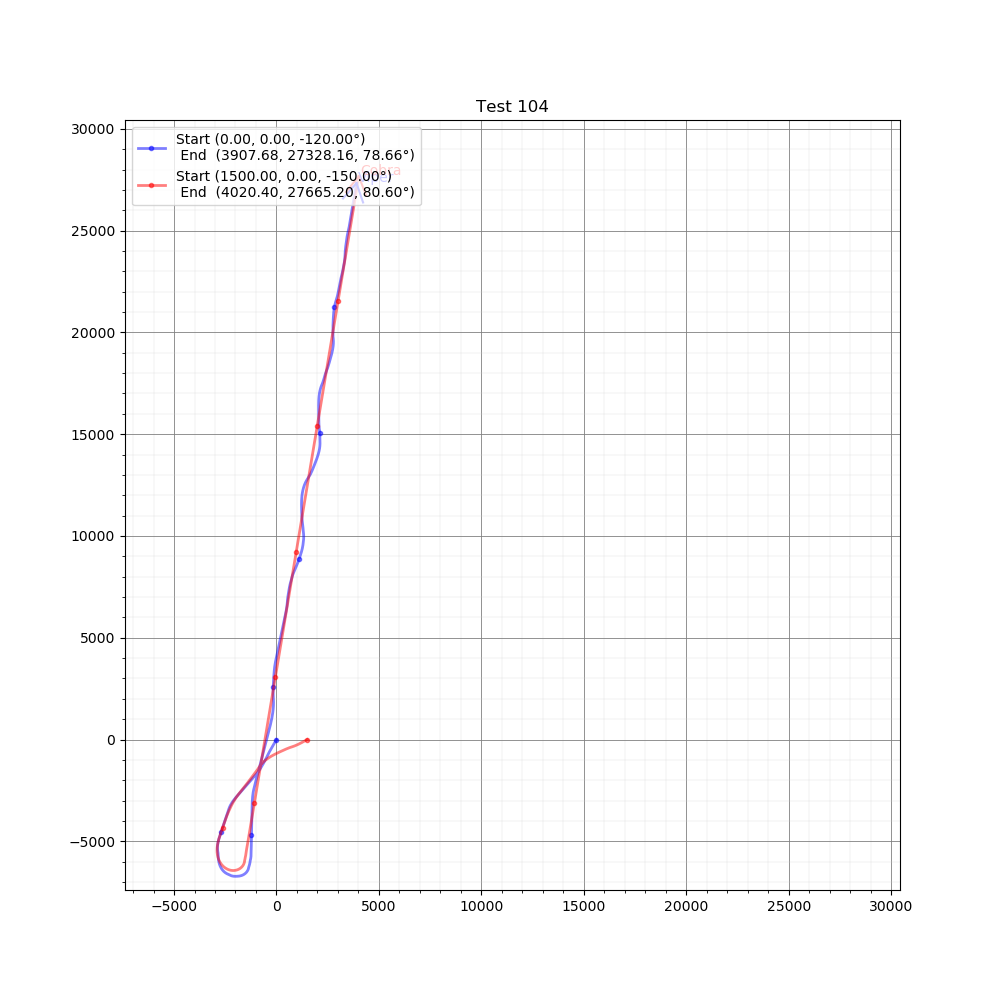 Test 104
30000
25000
20000
15000
10000
5000
0
−5000
Start (0.00, 0.00, -120.00°)
End (3907.68, 27328.16, 78.66°)
Start (1500.00, 0.00, -150.00°)
End (4020.40, 27665.20, 80.60°)
−5000 0 5000 10000 15000 20000 25000 30000